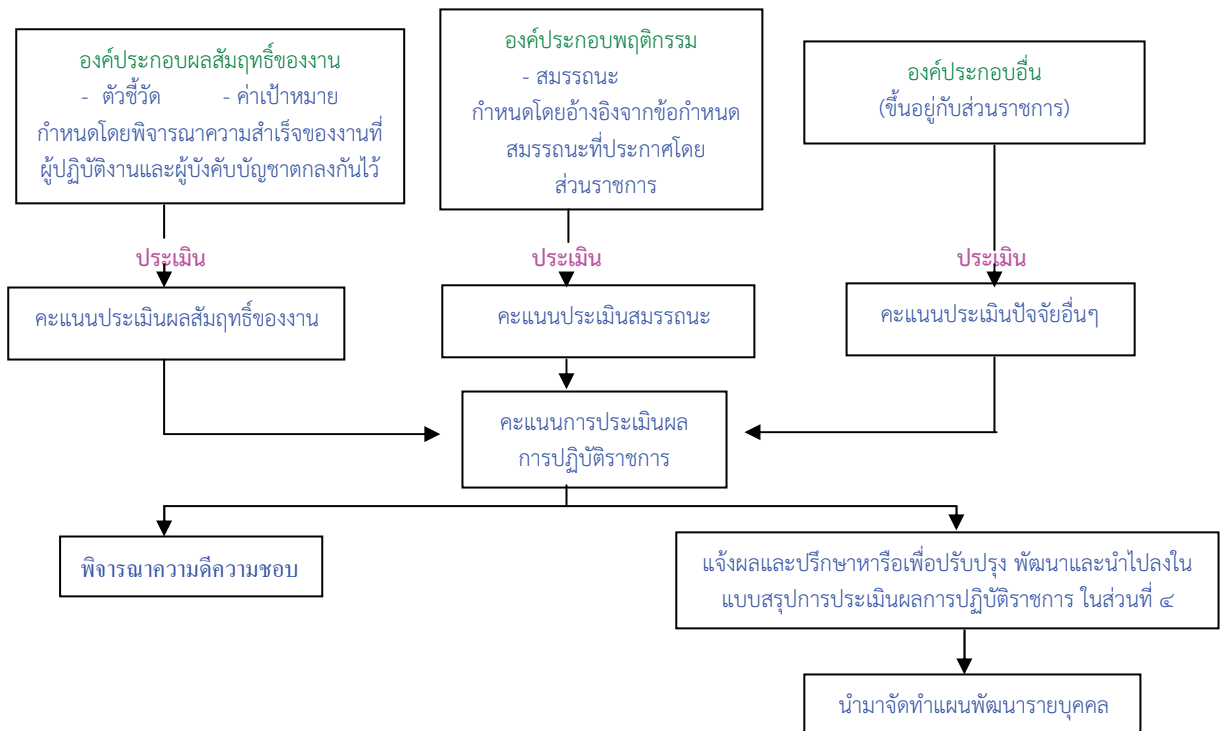 องค์ประกอบผลสัมฤทธิ์ของงาน
- ตัวชี้วัด - ค่าเป้าหมาย
กำหนดโดยพิจารณาความสำเร็จของงานที่
ผู้ปฏิบัติงานและผู้บังคับบัญชาตกลงกันไว้
องค์ประกอบพฤติกรรม
- สมรรถนะ
กำหนดโดยอ้างอิงจากข้อกำหนด
สมรรถนะที่ประกาศโดย
ส่วนราชการ
องค์ประกอบอื่น
(ขึ้นอยู่กับส่วนราชการ)
ประเมิน
ประเมิน
ประเมิน
คะแนนประเมินผลสัมฤทธิ์ของงาน
คะแนนประเมินสมรรถนะ
คะแนนประเมินปัจจัยอื่นๆ
คะแนนการประเมินผล
การปฏิบัติราชการ
พิจารณาความดีความชอบ
แจ้งผลและปรึกษาหารือเพื่อปรับปรุง พัฒนาและนำไปลงใน
แบบสรุปการประเมินผลการปฏิบัติราชการ ในส่วนที่ ๔
นำมาจัดทำแผนพัฒนารายบุคคล